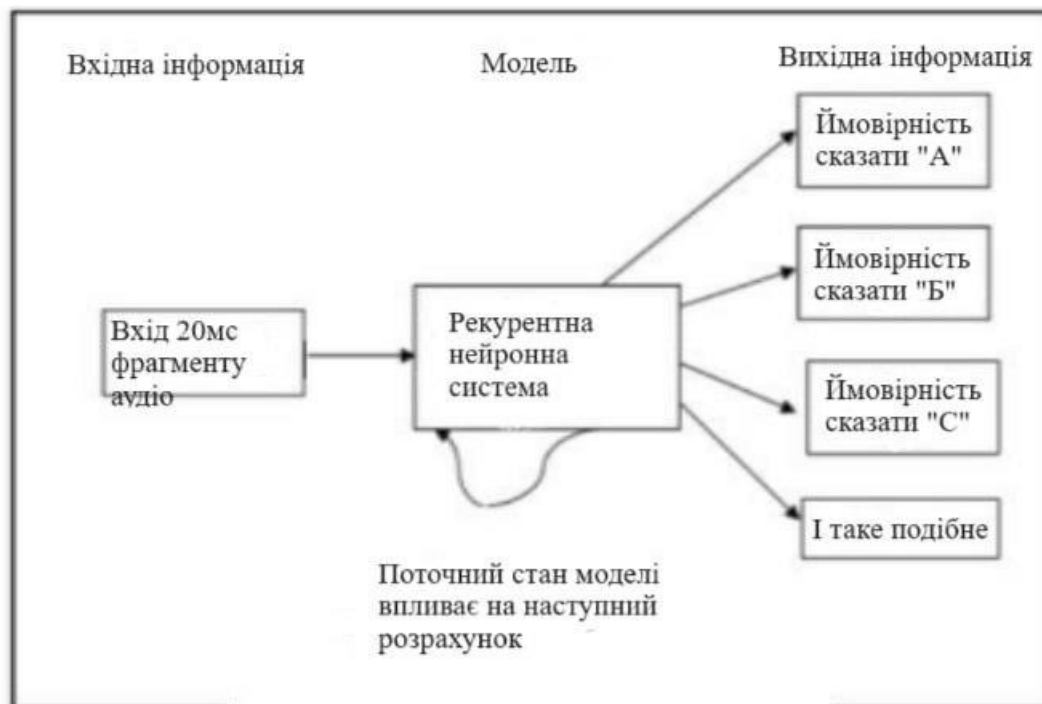 Вхідна інформація
Модель
Вихідна інформація
Вхід 20мс
фрагменту
аудіо
Рекурентна
нейронна
система
Ймовірність
сказати "А"
Ймовірність
сказати "Б"
Ймовірність
сказати "С"
І таке подібне
Поточний стан моделі
впливає на наступний
розрахунок